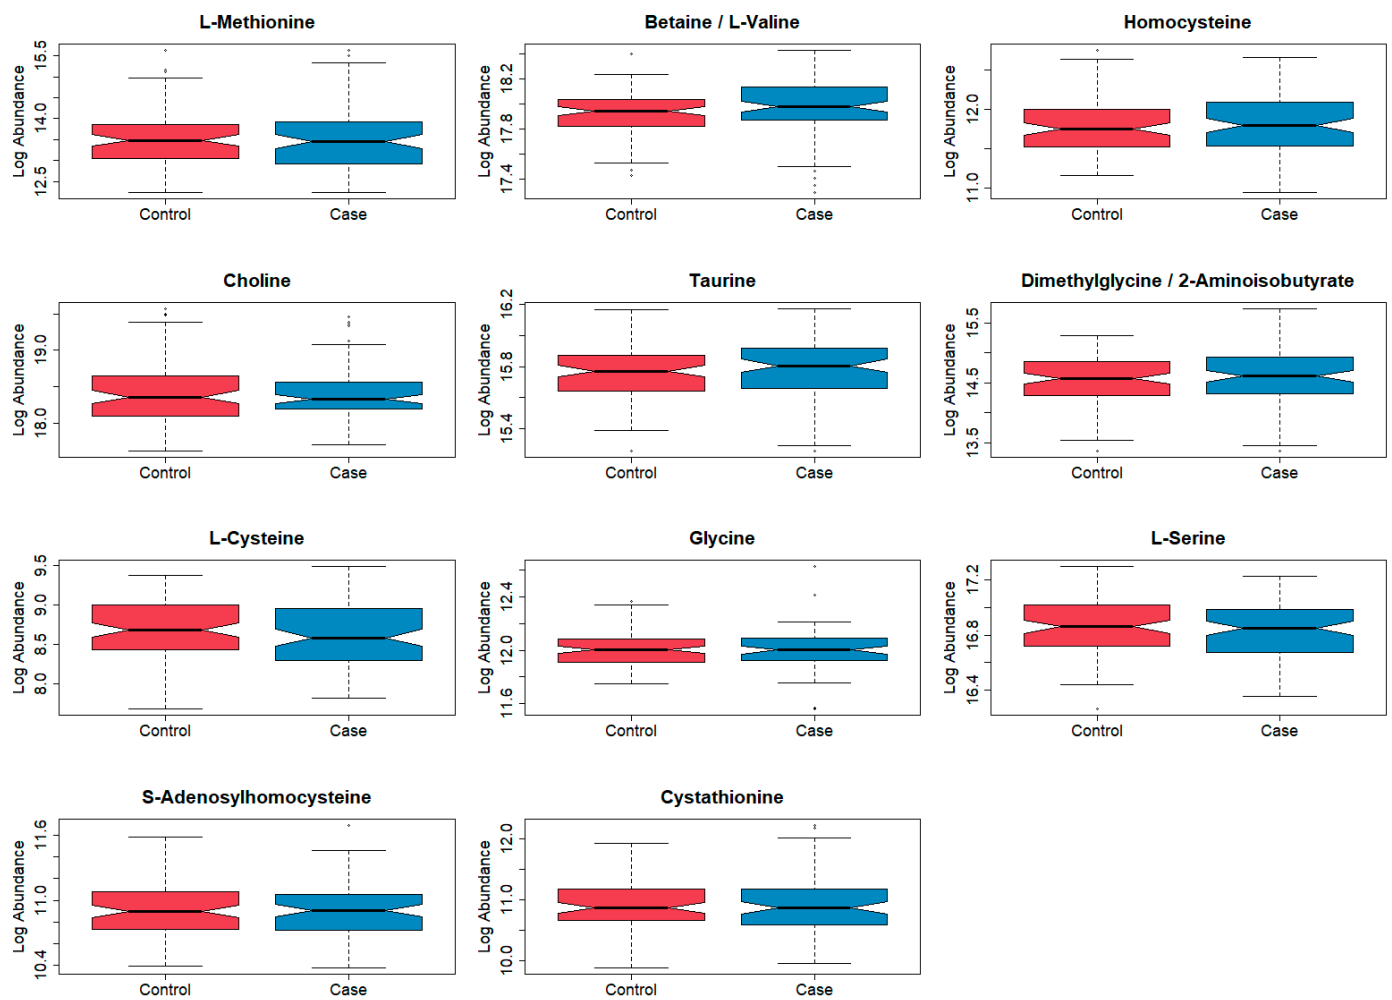 L-Methionine
Log Abundance
15.5
14.0
12.5
Control
Case
Betaine / L-Valine
Log Abundance
18.2
17.8
17.4
Control
Case
Homocysteine
Log Abundance
12.0
11.0
Control
Case
Choline
Log Abundance
19.0
18.0
Control
Case
Taurine
Log Abundance
16.2
15.8
15.4
Control
Case
Dimethylglycine / 2-Aminoisobutyrate
Log Abundance
15.5
14.5
13.5
Control
Case
L-Cysteine
Log Abundance
9.5
9.0
8.5
8.0
Control
Case
Glycine
Log Abundance
12.4
12.0
11.6
Control
Case
L-Serine
Log Abundance
17.2
16.8
16.4
Control
Case
S-Adenosylhomocysteine
Log Abundance
11.6
11.0
10.4
Control
Case
Cystathionine
Log Abundance
12.0
11.0
10.0
Control
Case